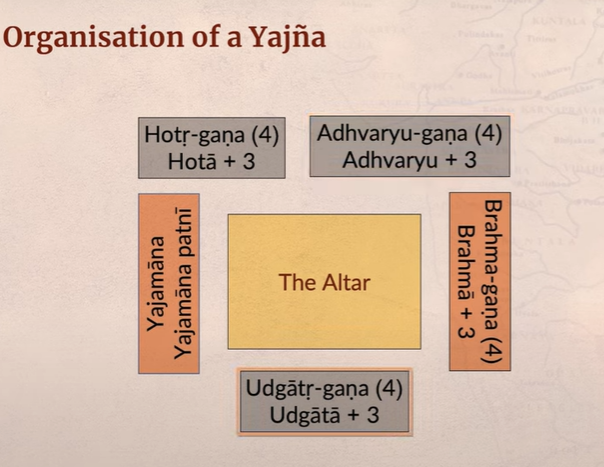 Organisation of a Yajña
Hotṛ-gaṇa (4)
Hotā + 3
Adhvaryu-gaṇa (4)
Adhvaryu + 3
Yajamāna
Yajamāna patnī
The Altar
Brahma-gaṇa (4)
Brahmā + 3
Udgātṛ-gaṇa (4)
Udgātā + 3